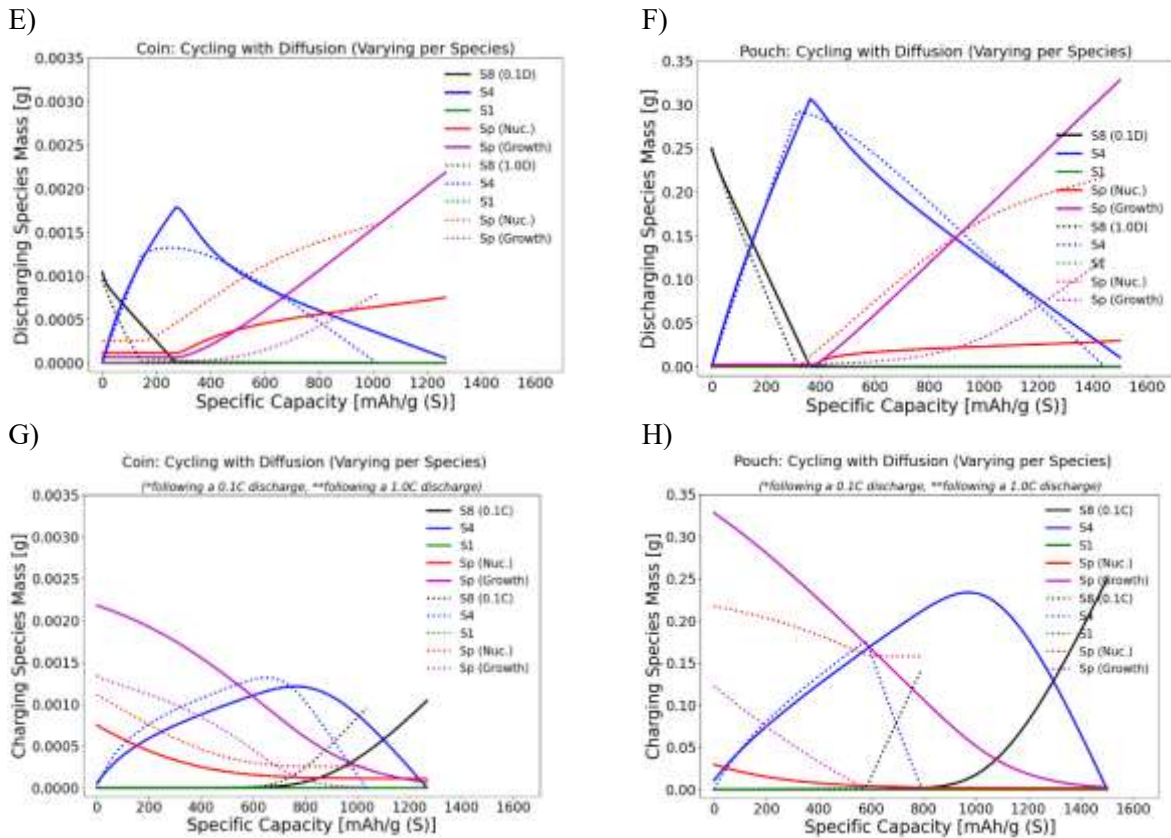 E)
Coin: Cycling with Diffusion (Varying per Species)
0.0035
0.0030
0.0025
0.0020
0.0015
0.0010
0.0005
0.0000
Discharging Species Mass [g]
S8 (0.1D)
S4
S1
Sp (Nuc.)
Sp (Growth)
S8 (1.0D)
S4
S1
Sp (Nuc.)
Sp (Growth)
0 200 400 600 800 1000 1200 1400 1600
Specific Capacity [mAh/g (S)]
F)
Pouch: Cycling with Diffusion (Varying per Species)
0.35
0.30
0.25
0.20
0.15
0.10
0.05
0.00
Discharging Species Mass [g]
S8 (0.1D)
S4
S1
Sp (Nuc.)
Sp (Growth)
S8 (1.0D)
S4
S1
Sp (Nuc.)
Sp (Growth)
0 200 400 600 800 1000 1200 1400 1600
Specific Capacity [mAh/g (S)]
G)
Coin: Cycling with Diffusion (Varying per Species)
(*following a 0.1C discharge, **following a 1.0C discharge)
0.0035
0.0030
0.0025
0.0020
0.0015
0.0010
0.0005
0.0000
Charging Species Mass [g]
S8 (0.1C)
S4
S1
Sp (Nuc.)
Sp (Growth)
S8 (0.1C)
S4
S1
Sp (Nuc.)
Sp (Growth)
0 200 400 600 800 1000 1200 1400 1600
Specific Capacity [mAh/g (S)]
H)
Pouch: Cycling with Diffusion (Varying per Species)
(*following a 0.1C discharge, **following a 1.0C discharge)
0.35
0.30
0.25
0.20
0.15
0.10
0.05
0.00
Charging Species Mass [g]
S8 (0.1C)
S4
S1
Sp (Nuc.)
Sp (Growth)
S8 (0.1C)
S4
S1
Sp (Nuc.)
Sp (Growth)
0 200 400 600 800 1000 1200 1400 1600
Specific Capacity [mAh/g (S)]